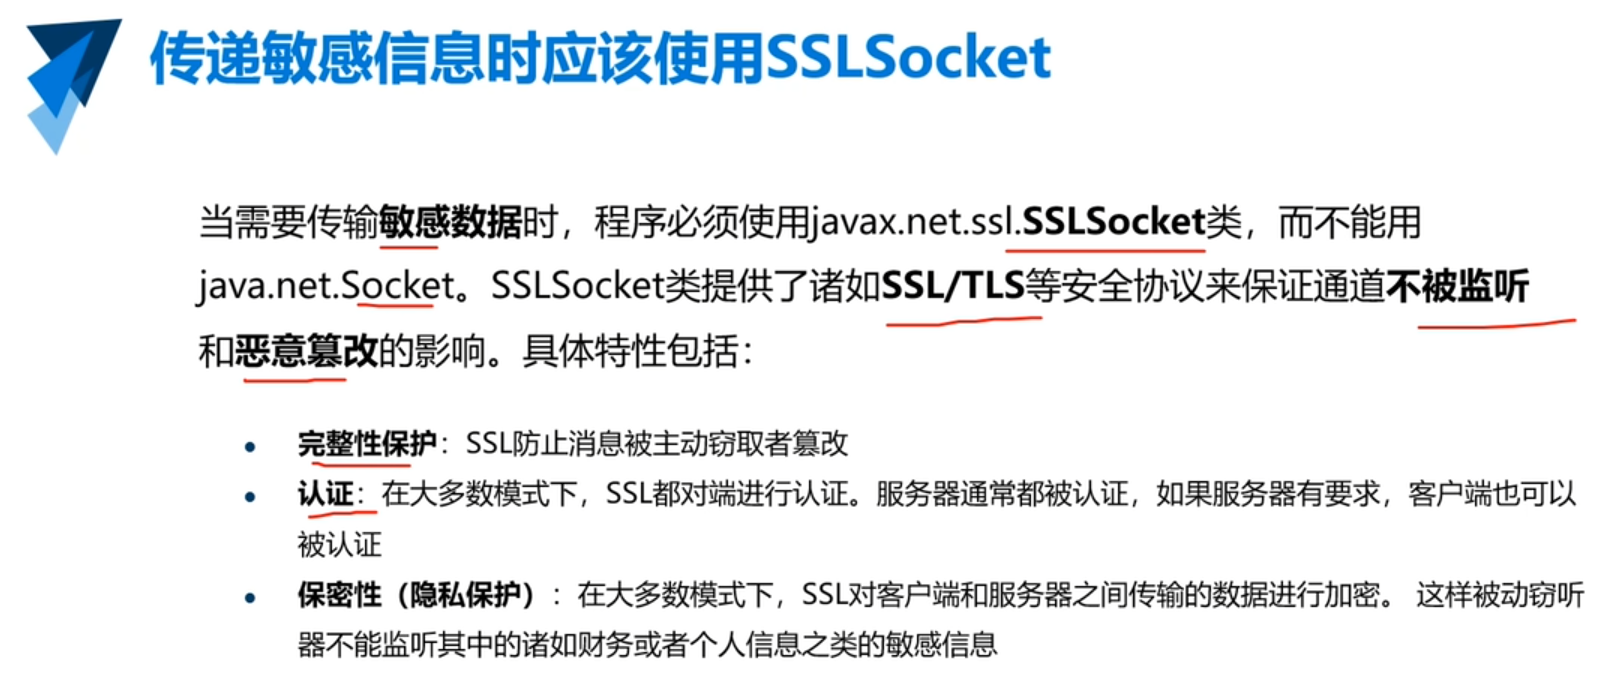 传递敏感信息时应该使用SSLSocket
当需要传输敏感数据时，程序必须使用javax.net.ssl.SSLSocket类，而不能用
java.net.Socket。SSLSocket类提供了诸如SSL/TLS等安全协议来保证通道不被监听
和恶意篡改的影响。具体特性包括：
• 完整性保护：SSL防止消息被主动窃取者篡改
• 认证：在大多数模式下，SSL都对端进行认证。服务器通常都被认证，如果服务器有要求，客户端也可以
被认证
• 保密性（隐私保护）：在大多数模式下，SSL对客户端和服务器之间传输的数据进行加密。 这样被动窃听
器不能监听其中的诸如财务或者个人信息之类的敏感信息